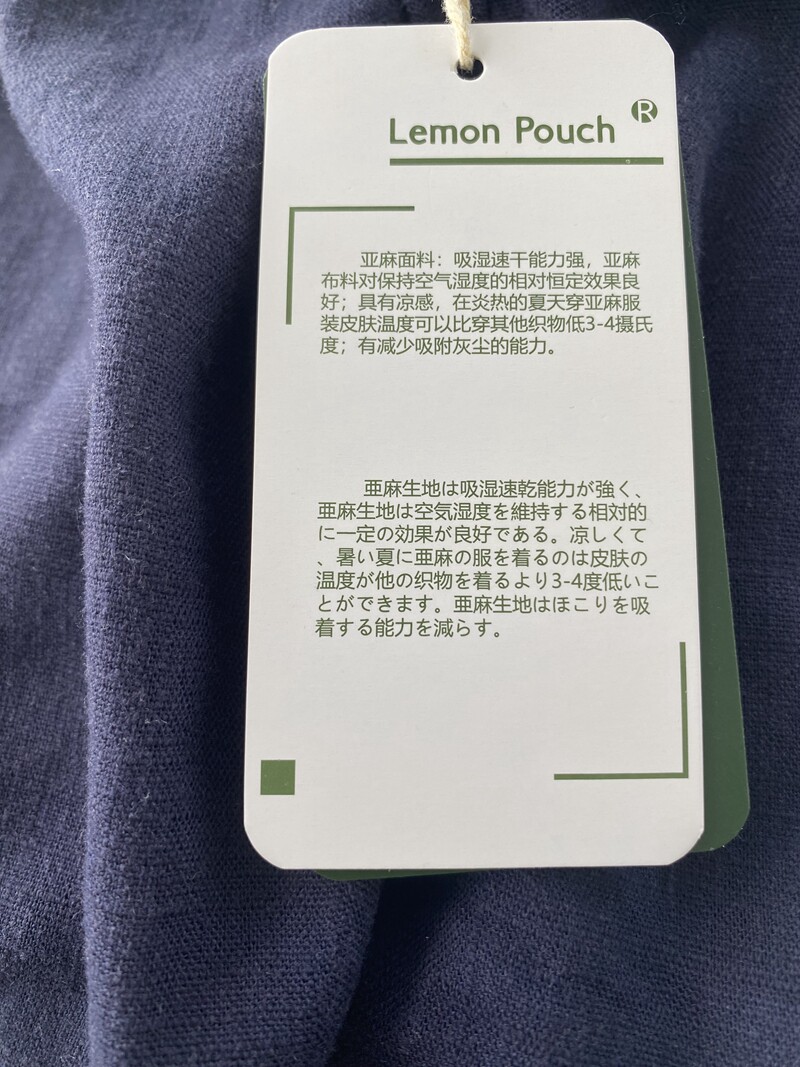 Lemon Pouch ®
亚麻面料：吸湿速干能力强，亚麻
布料对保持空气湿度的相对恒定效果良
好；具有凉感，在炎热的夏天穿亚麻服
装皮肤温度可以比穿其他织物低3-4摄氏
度；有减少吸附灰尘的能力。
亜麻生地は吸湿速乾能力が強く、
亜麻生地は空気湿度を維持する相対的
に一定の効果が良好である。凉しくて
、暑い夏に亜麻の服を着るのは皮肤の
温度が他の织物を着るより3-4度低いこ
とができます。亜麻生地はほこりを吸
着する能力を減らす。